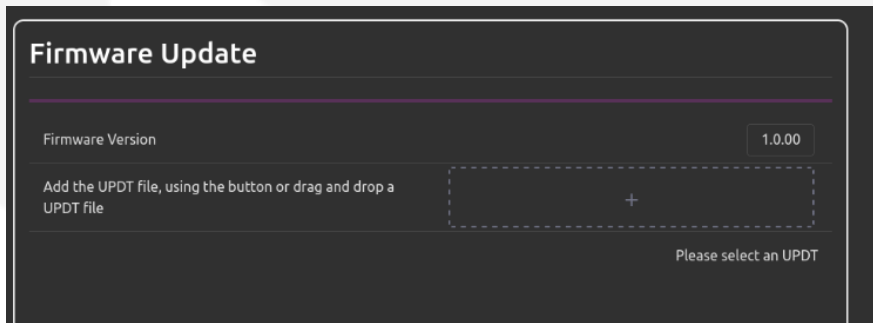 Firmware Update
Firmware Version
1.0.00
Add the UPDT file, using the button or drag and drop a
UPDT file
+
Please select an UPDT